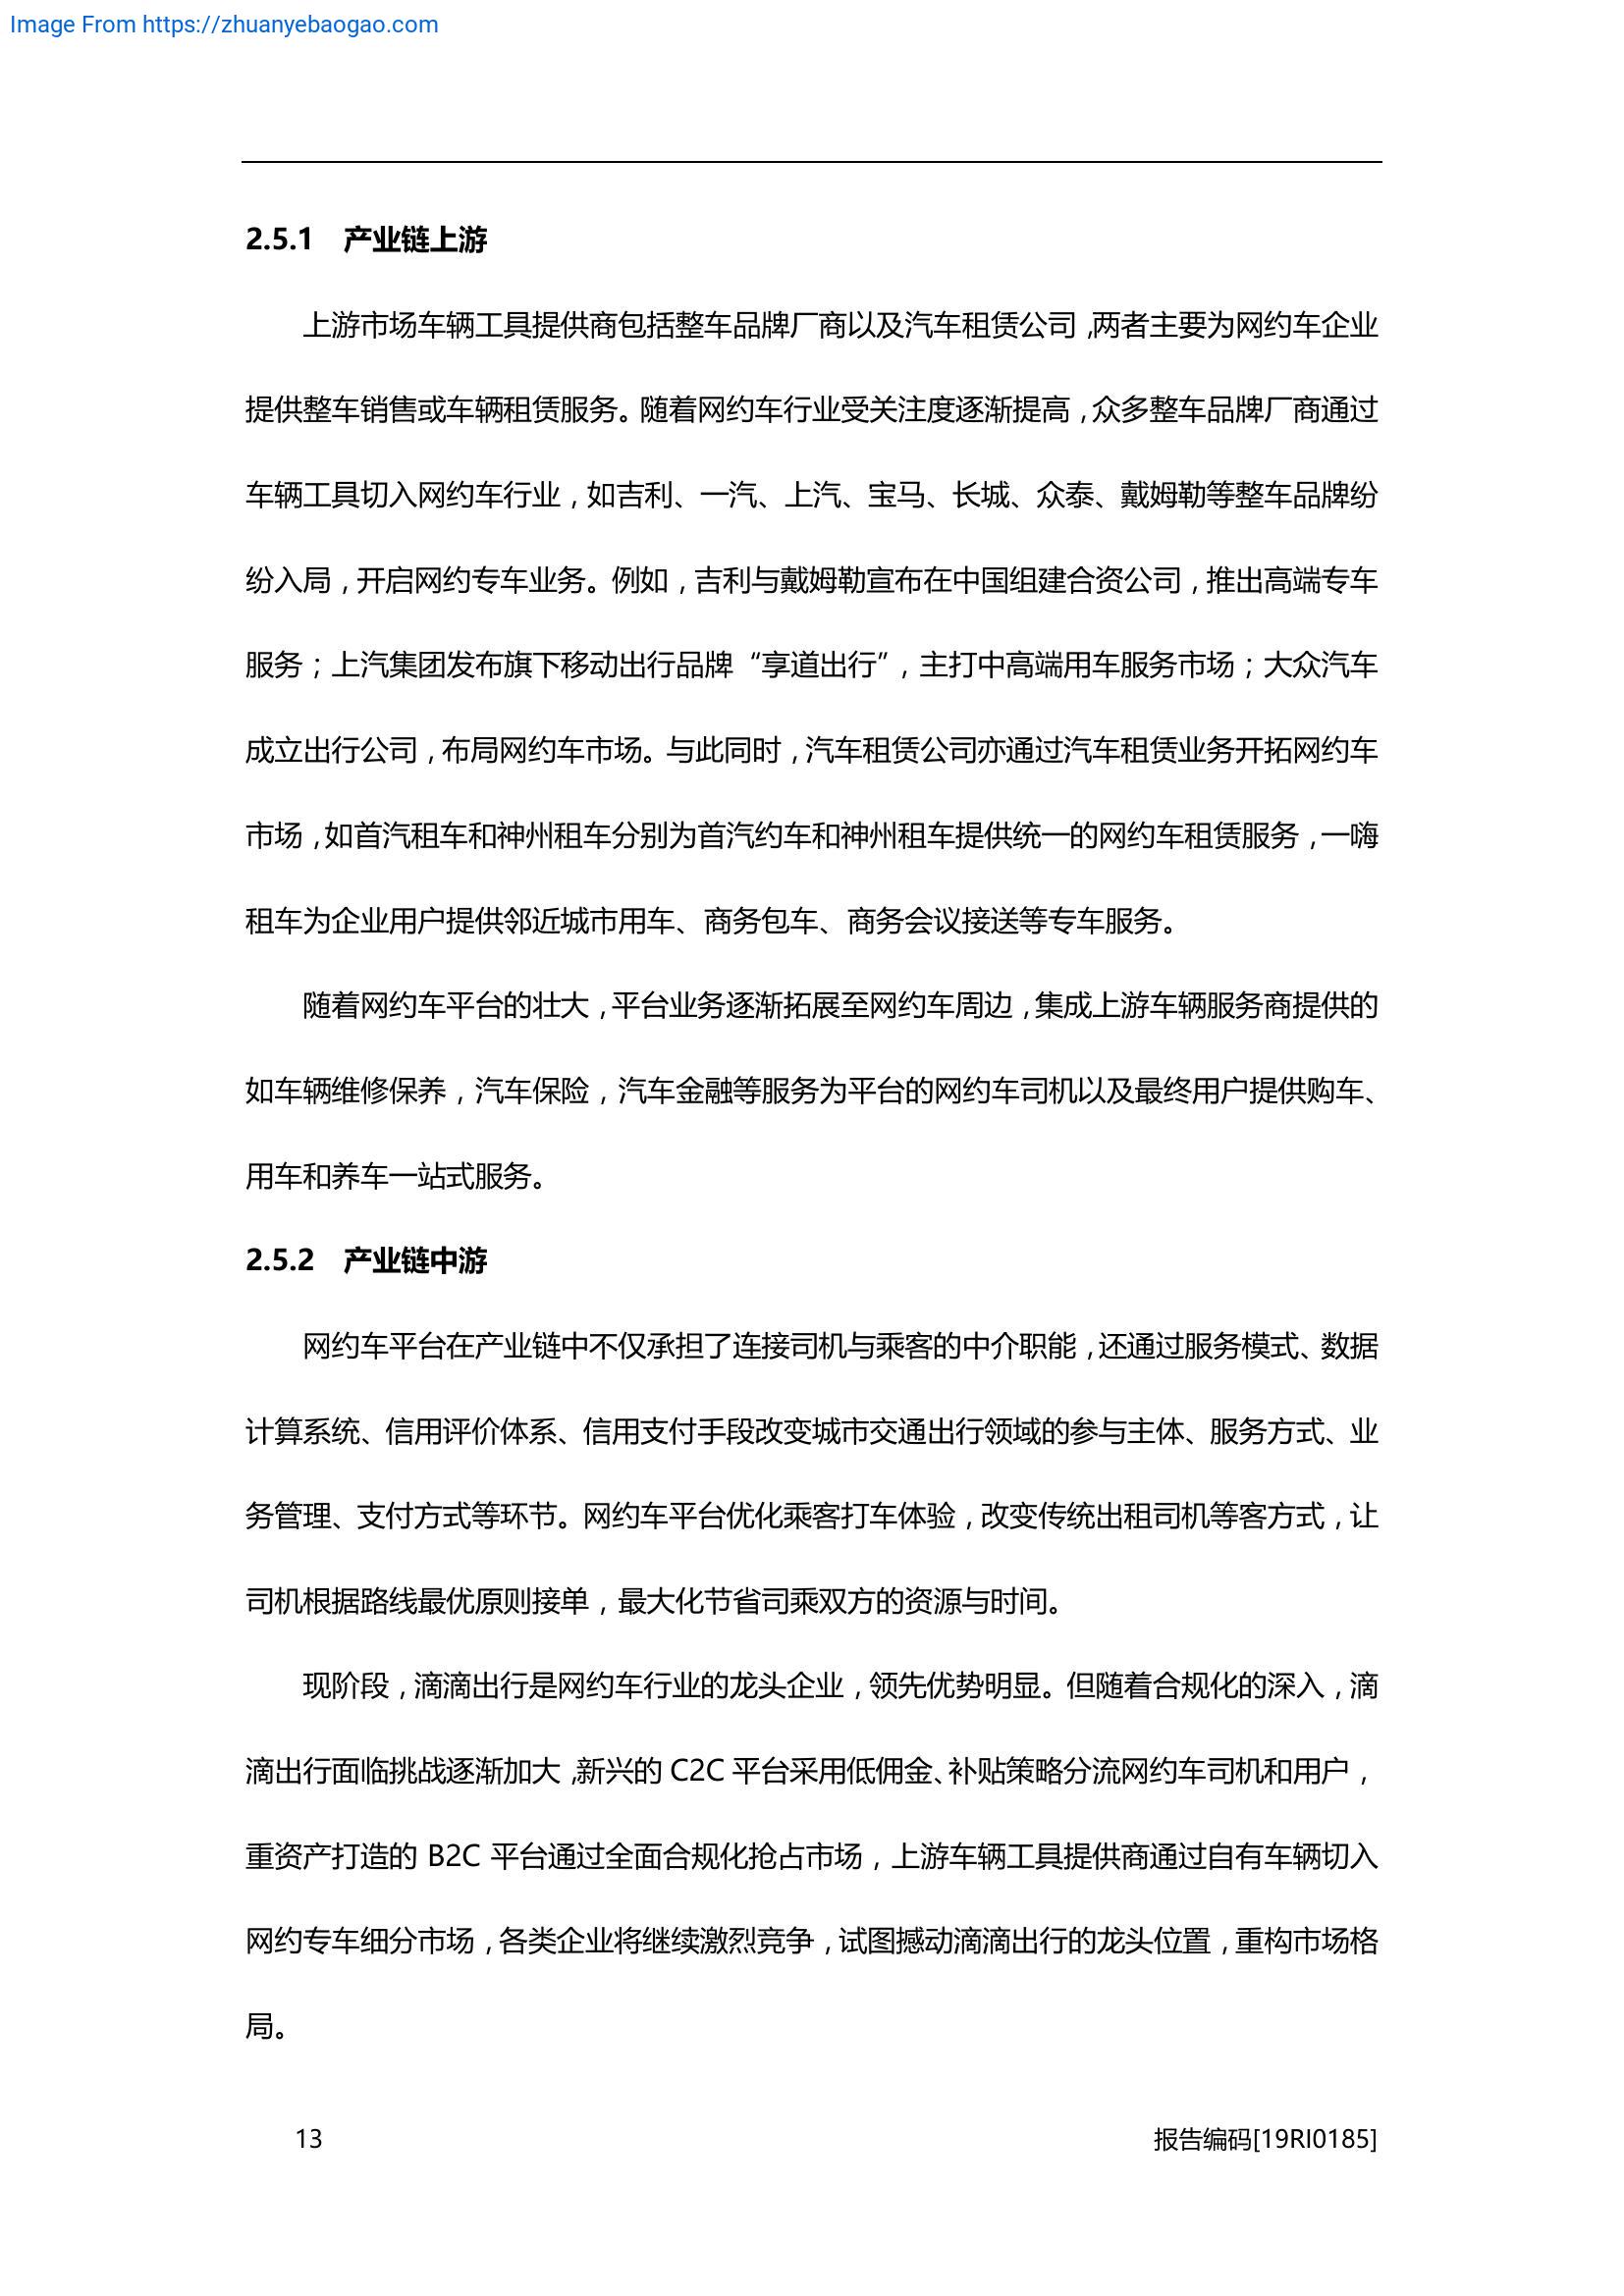 Image From https://zhuanyebaogao.com
2.5.1 产业链上游
上游市场车辆工具提供商包括整车品牌厂商以及汽车租赁公司，两者主要为网约车企业
提供整车销售或车辆租赁服务。随着网约车行业受关注度逐渐提高，众多整车品牌厂商通过
车辆工具切入网约车行业，如吉利、一汽、上汽、宝马、长城、众泰、戴姆勒等整车品牌纷
纷入局，开启网约专车业务。例如，吉利与戴姆勒宣布在中国组建合资公司，推出高端专车
服务；上汽集团发布旗下移动出行品牌“享道出行”，主打中高端用车服务市场；大众汽车
成立出行公司，布局网约车市场。与此同时，汽车租赁公司亦通过汽车租赁业务开拓网约车
市场，如首汽租车和神州租车分别为首汽约车和神州租车提供统一的网约车租赁服务，一嗨
租车为企业用户提供邻近城市用车、商务包车、商务会议接送等专车服务。
随着网约车平台的壮大，平台业务逐渐拓展至网约车周边，集成上游车辆服务商提供的
如车辆维修保养，汽车保险，汽车金融等服务为平台的网约车司机以及最终用户提供购车、
用车和养车一站式服务。
2.5.2 产业链中游
网约车平台在产业链中不仅承担了连接司机与乘客的中介职能，还通过服务模式、数据
计算系统、信用评价体系、信用支付手段改变城市交通出行领域的参与主体、服务方式、业
务管理、支付方式等环节。网约车平台优化乘客打车体验，改变传统出租司机等客方式，让
司机根据路线最优原则接单，最大化节省司乘双方的资源与时间。
现阶段，滴滴出行是网约车行业的龙头企业，领先优势明显。但随着合规化的深入，滴
滴出行面临挑战逐渐加大，新兴的 C2C 平台采用低佣金、补贴策略分流网约车司机和用户，
重资产打造的 B2C 平台通过全面合规化抢占市场，上游车辆工具提供商通过自有车辆切入
网约专车细分市场，各类企业将继续激烈竞争，试图撼动滴滴出行的龙头位置，重构市场格
局。
13 报告编码[19RI0185]